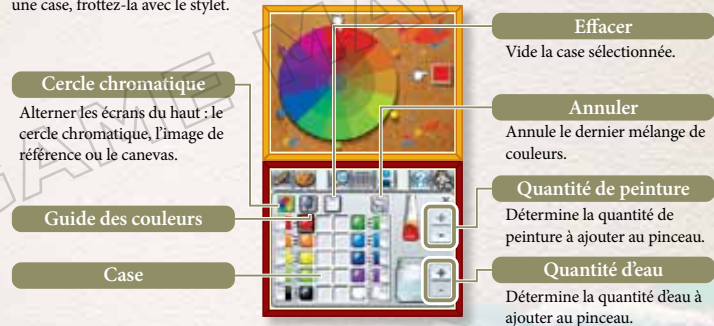 une case, frottez-la avec le stylet.
Cercle chromatique
Alterner les écrans du haut : le
cercle chromatique, l'image de
référence ou le canevas.
Guide des couleurs
Case
Effacer
Vide la case sélectionnée.
Annuler
Annule le dernier mélange de
couleurs.
Quantité de peinture
Détermine la quantité de
peinture à ajouter au pinceau.
Quantité d'eau
Détermine la quantité d'eau à
ajouter au pinceau.